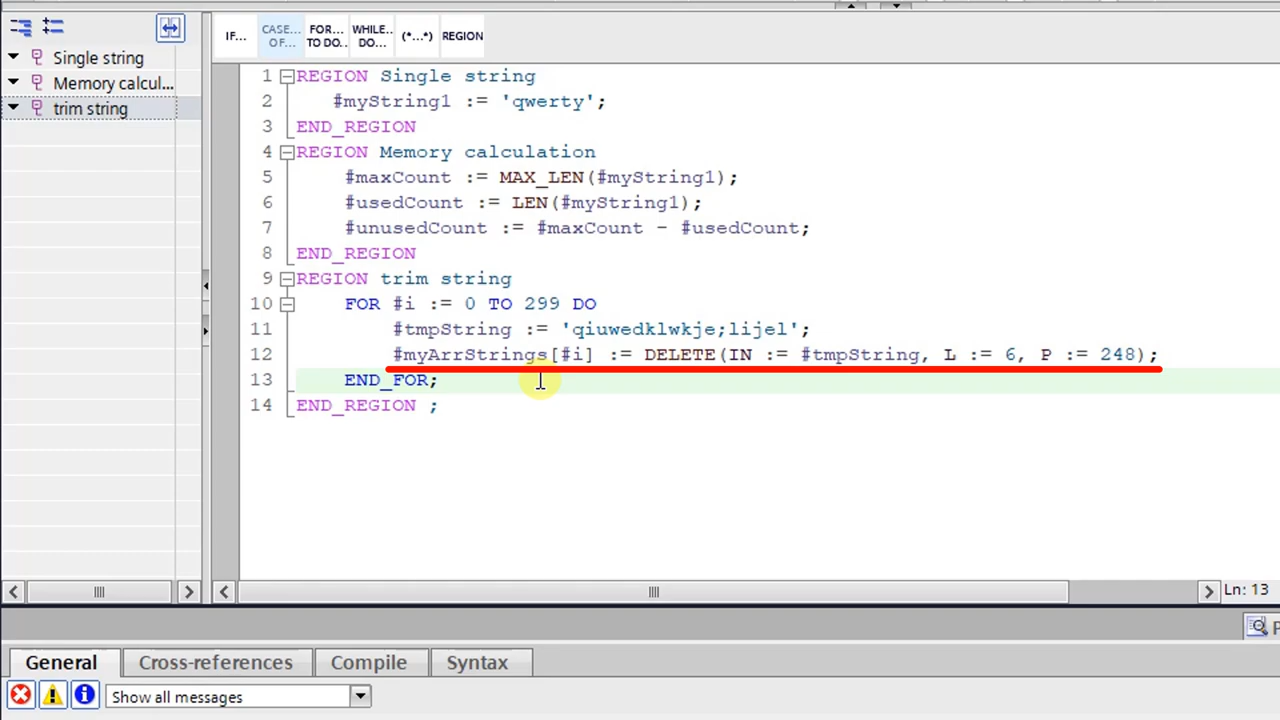 IF... CASE... OF... FOR... TO DO.. WHILE.. DO... (*...*) REGION
Single string
Memory calcul...
trim string
1 REGION Single string
2 #myString1 := 'qwerty';
3 END_REGION
4 REGION Memory calculation
5 #maxCount := MAX_LEN(#myString1);
6 #usedCount := LEN(#myString1);
7 #unusedCount := #maxCount - #usedCount;
8 END_REGION
9 REGION trim string
10 FOR #i := 0 TO 299 DO
11 #tmpString := 'qiuwedklwkje;lijel';
12 #myArrStrings[#i] := DELETE(IN := #tmpString, L := 6, P := 248);
13 END_FOR;
14 END_REGION ;
Ln: 13
P
General Cross-references Compile Syntax
Show all messages